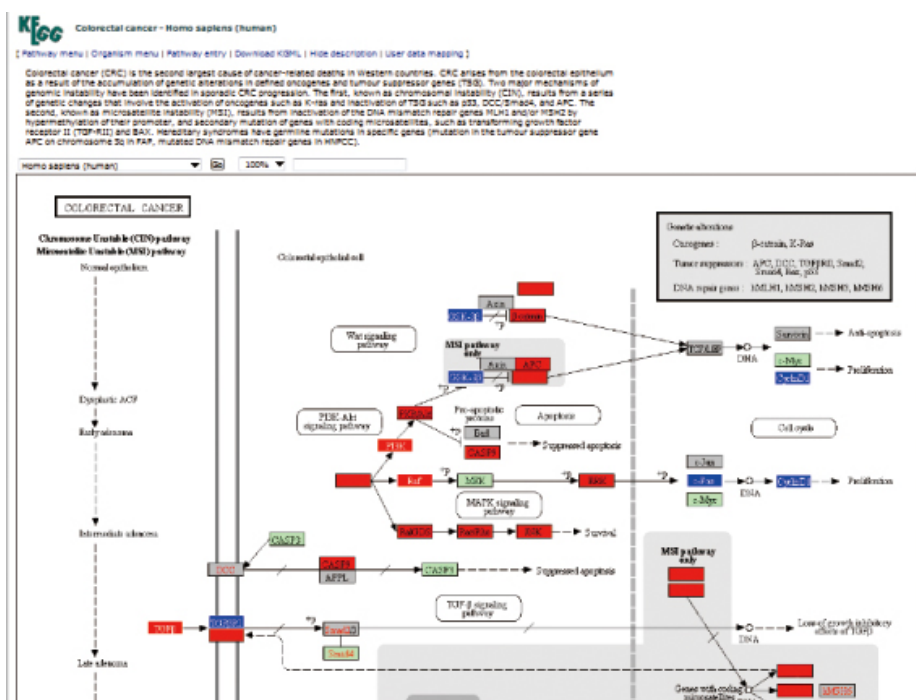 KEGG
Colorectal cancer - Homo sapiens (human)
[ Pathway menu | Organism menu | Pathway entry | Download KGML | Hide description | User data mapping ]
Colorectal cancer (CRC) is the second largest cause of cancer-related deaths in Western countries. CRC arises from the colorectal epithelium
as a result of the accumulation of genetic alterations in defined oncogenes and tumour suppressor genes (TSG). Two major mechanisms of
genomic instability have been identified in sporadic CRC progression. The first, known as chromosomal instability (CIN), results from a series
of genetic changes that involve the activation of oncogenes such as K-ras and inactivation of TSG such as p53, DCC/Smad4, and APC. The
second, known as microsatellite instability (MSI), results from inactivation of the DNA mismatch repair genes MLH1 and/or MSH2 by
hypermethylation of their promoter, and secondary mutation of genes with coding microsatellites, such as transforming growth factor
receptor II (TGF-RII) and BAX. Hereditary syndromes have germline mutations in specific genes (mutation in the tumour suppressor gene
APC on chromosome 5q in FAP, mutated DNA mismatch repair genes in HNPCC).
Homo sapiens (human)
Go
100%
COLORECTAL CANCER
Chromosome Unstable (CIN) pathway
Microsatellite Unstable (MSI) pathway
Normal epithelium
Colorectal epithelial cell
Genetic alterations
Oncogenes : β-catenin, K-Ras
Tumor suppressors : APC, DCC, TGFβRII, Smad2,
Smad4, Bax, p53
DNA repair genes : hMLH1, hMSH2, hMSH3, hMSH6
Axin
GSK-3β
β-catenin
+p
Wnt signaling
pathway
MSI pathway
only
Axin
APC
GSK-3β
TCF/LEF
DNA
Survivin
Anti-apoptosis
c-Myc
CyclinD1
Proliferation
Dysplastic ACF
Early adenoma
PI3K-Akt
signaling pathway
PKB/Akt
Pro-apoptotic
proteins
Apoptosis
Cell cycle
PI3K
+p
Bad
CASP9
Suppressed apoptosis
Raf
+p
MEK
+p
ERK
+p
c-Jun
c-Fos
c-Myc
DNA
CyclinD1
Proliferation
MAPK signaling
pathway
Intermediate adenoma
RalGDS
JNK
Survival
CASP3
DCC
CASP9
APPL
CASP3
Suppressed apoptosis
MSI pathway
only
TGF-β signaling
pathway
TGFβ
+p
Smad4
DNA
Loss of growth inhibitory
effects of TGFβ
Late adenoma
Genes with coding
microsatellites
hMSH6